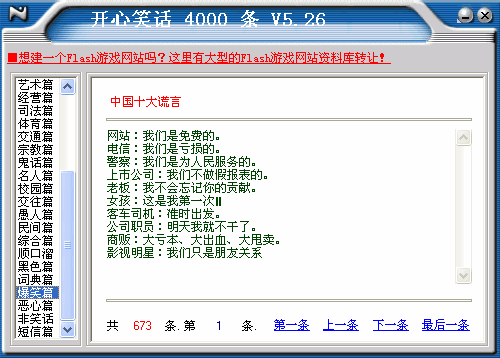 开心笑话 4000 条 V5.26
■想建一个Flash游戏网站吗？这里有大型的Flash游戏网站资料库转让！
艺术篇
经营篇
司法篇
体育篇
交通篇
宗教篇
鬼话篇
名人篇
校园篇
交往篇
愚人篇
民间篇
综合篇
顺口溜
黑色篇
词典篇
爆笑篇
恶心篇
非笑话
短信篇
中国十大谎言
网站：我们是免费的。
电信：我们是亏损的。
警察：我们是为人民服务的。
上市公司：我们不做假报表的。
老板：我不会忘记你的贡献。
女孩：这是我第一次||
客车司机：准时出发。
公司职员：明天我就不干了。
商贩：大亏本、大出血、大甩卖。
影视明星：我们只是朋友关系
共 673 条.第 1 条. 第一条 上一条 下一条 最后一条